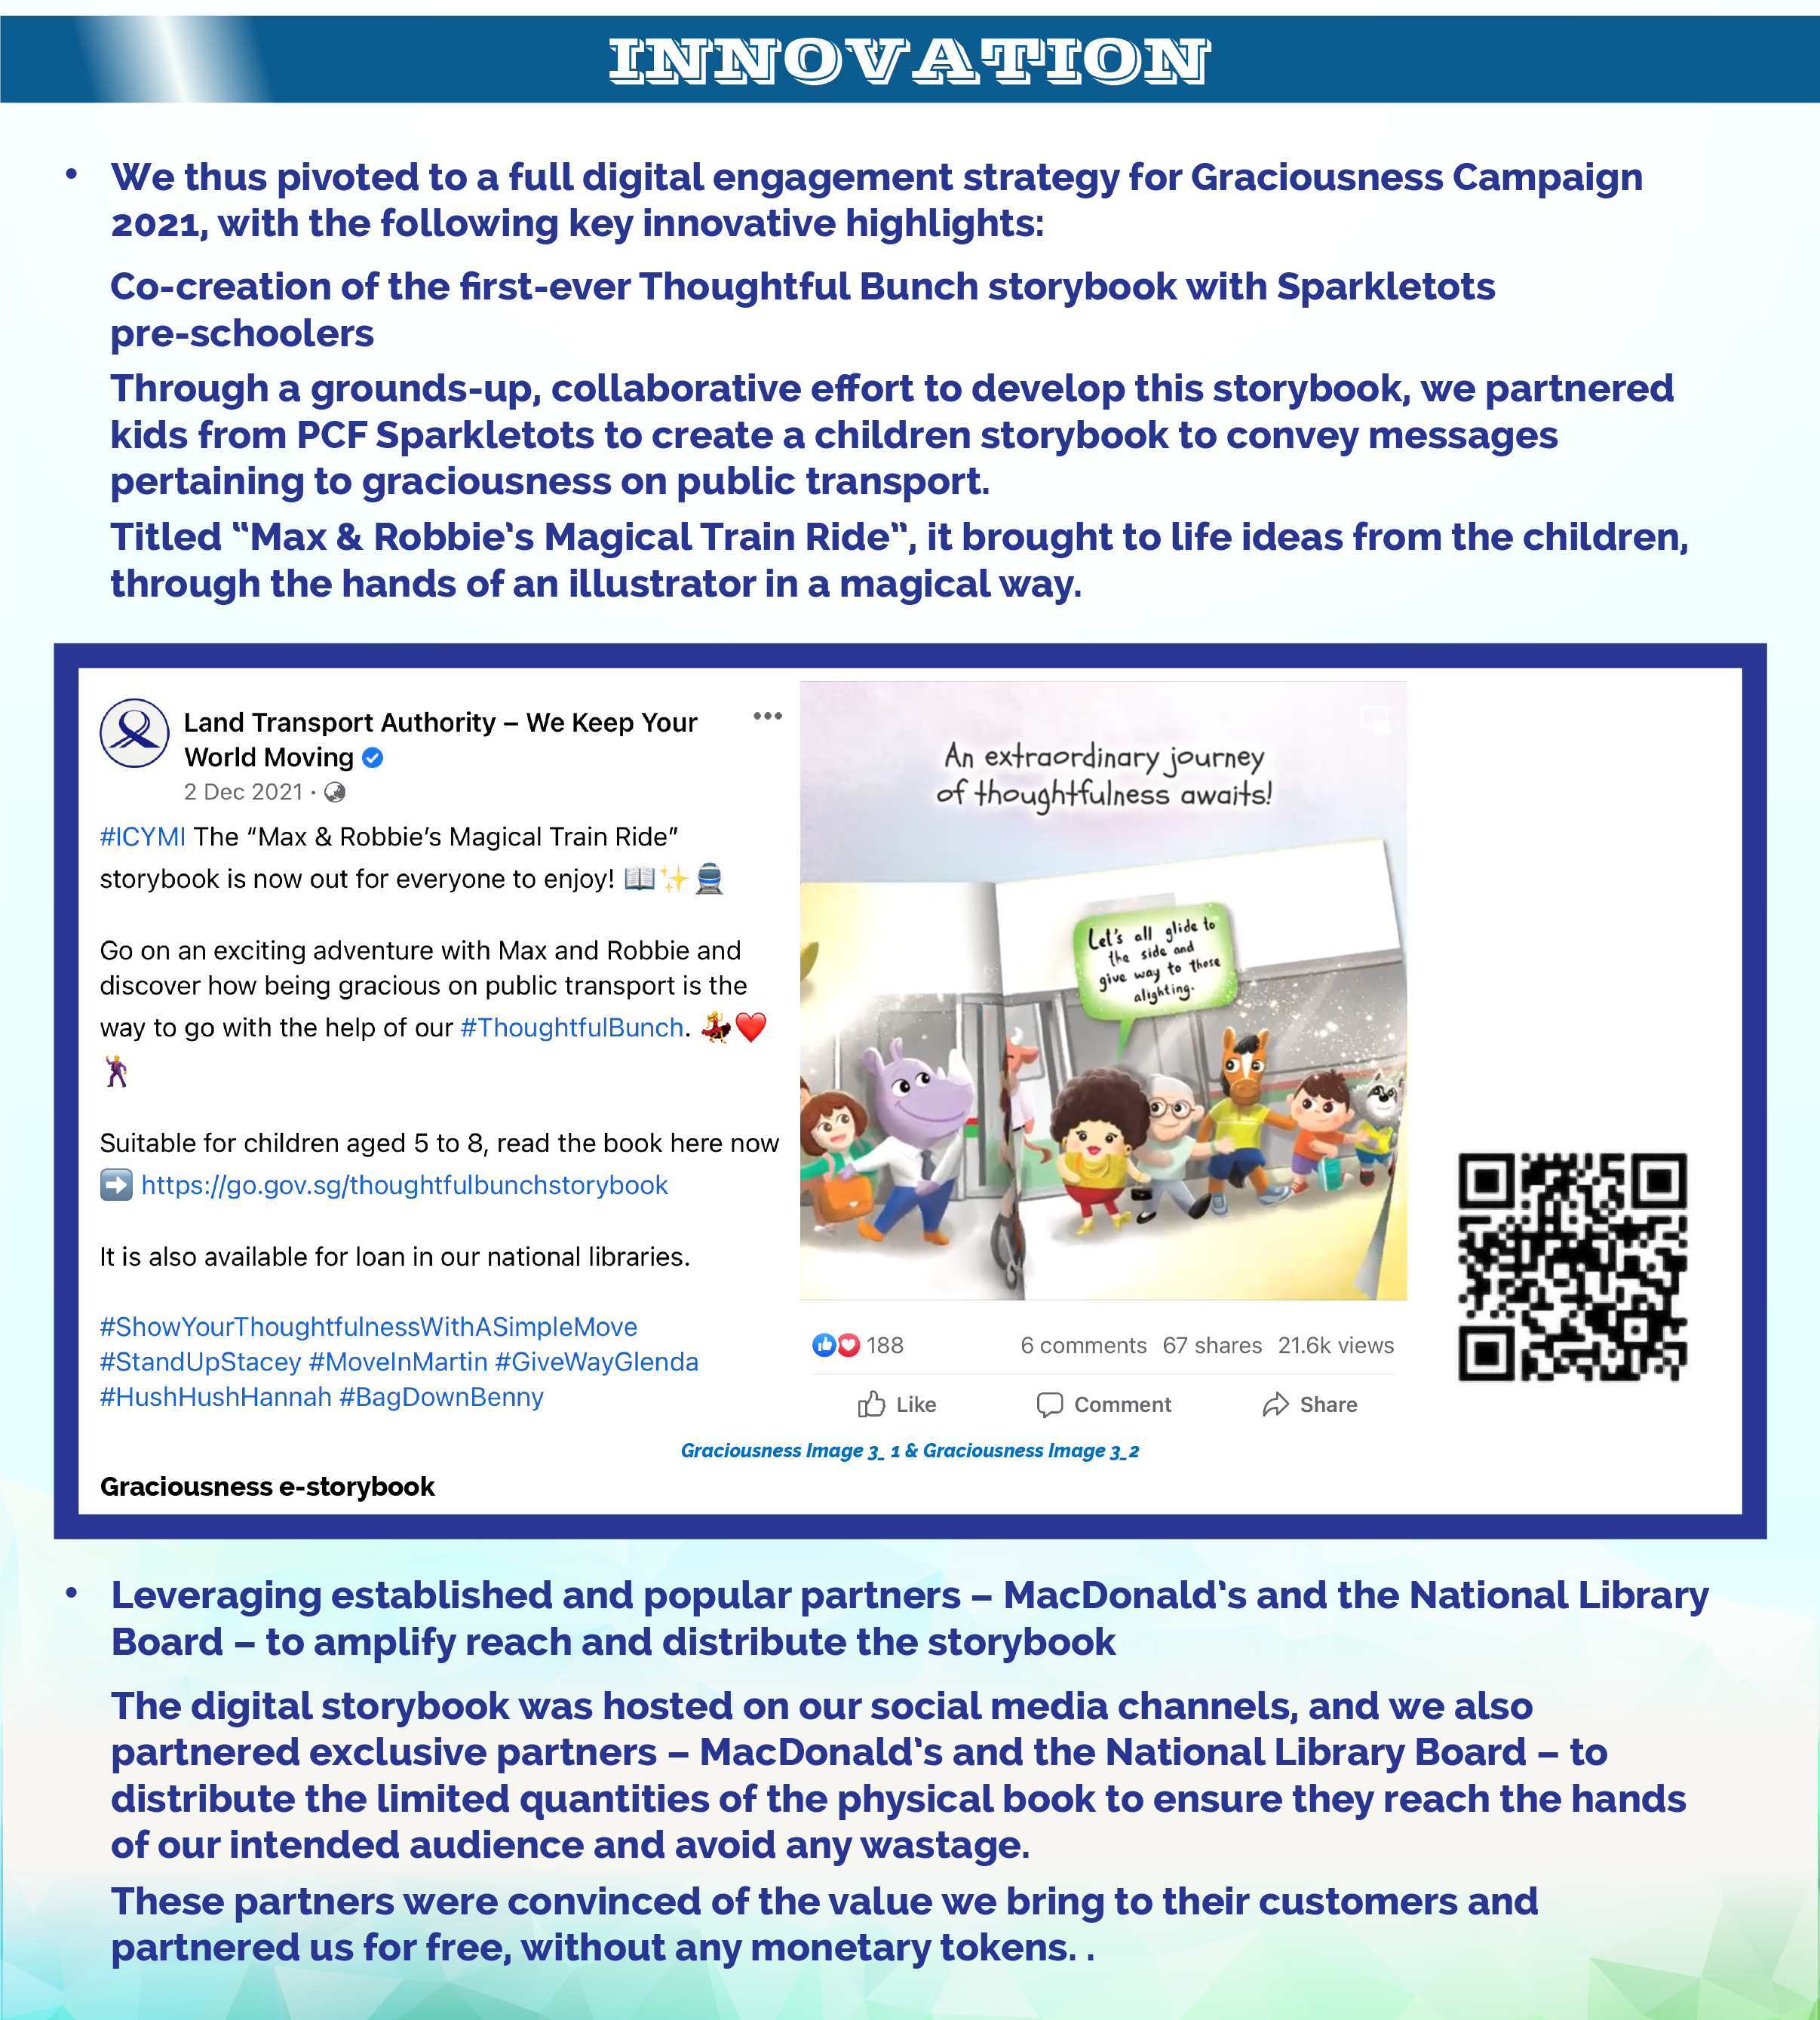 INNOVATION
• We thus pivoted to a full digital engagement strategy for Graciousness Campaign
2021, with the following key innovative highlights:
Co-creation of the first-ever Thoughtful Bunch storybook with Sparkletots
pre-schoolers
Through a grounds-up, collaborative effort to develop this storybook, we partnered
kids from PCF Sparkletots to create a children storybook to convey messages
pertaining to graciousness on public transport.
Titled “Max & Robbie’s Magical Train Ride”, it brought to life ideas from the children,
through the hands of an illustrator in a magical way.
Land Transport Authority – We Keep Your
World Moving
2 Dec 2021 ·
#ICYMI The “Max & Robbie’s Magical Train Ride”
storybook is now out for everyone to enjoy! 📖✨🚆
Go on an exciting adventure with Max and Robbie and
discover how being gracious on public transport is the
way to go with the help of our #ThoughtfulBunch. 💃❤️
🕺
Suitable for children aged 5 to 8, read the book here now
➡️ https://go.gov.sg/thoughtfulbunchstorybook
It is also available for loan in our national libraries.
#ShowYourThoughtfulnessWithASimpleMove
#StandUpStacey #MoveInMartin #GiveWayGlenda
#HushHushHannah #BagDownBenny
An extraordinary journey
of thoughtfulness awaits!
Let's all glide to
the side and
give way to those
alighting.
188 6 comments 67 shares 21.6k views
Like Comment Share
Graciousness Image 3_ 1 & Graciousness Image 3_2
Graciousness e-storybook
• Leveraging established and popular partners – MacDonald’s and the National Library
Board – to amplify reach and distribute the storybook
The digital storybook was hosted on our social media channels, and we also
partnered exclusive partners – MacDonald’s and the National Library Board – to
distribute the limited quantities of the physical book to ensure they reach the hands
of our intended audience and avoid any wastage.
These partners were convinced of the value we bring to their customers and
partnered us for free, without any monetary tokens. .